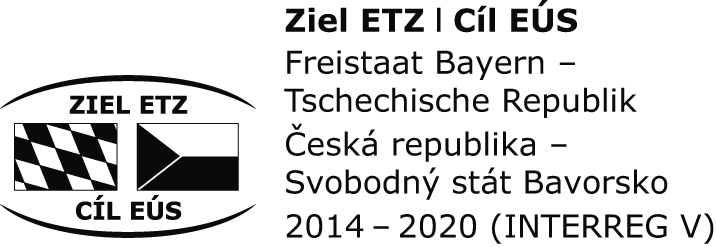 ZIEL ETZ
CÍL EÚS
Ziel ETZ | Cíl EÚS
Freistaat Bayern –
Tschechische Republik
Česká republika –
Svobodný stát Bavorsko
2014 – 2020 (INTERREG V)